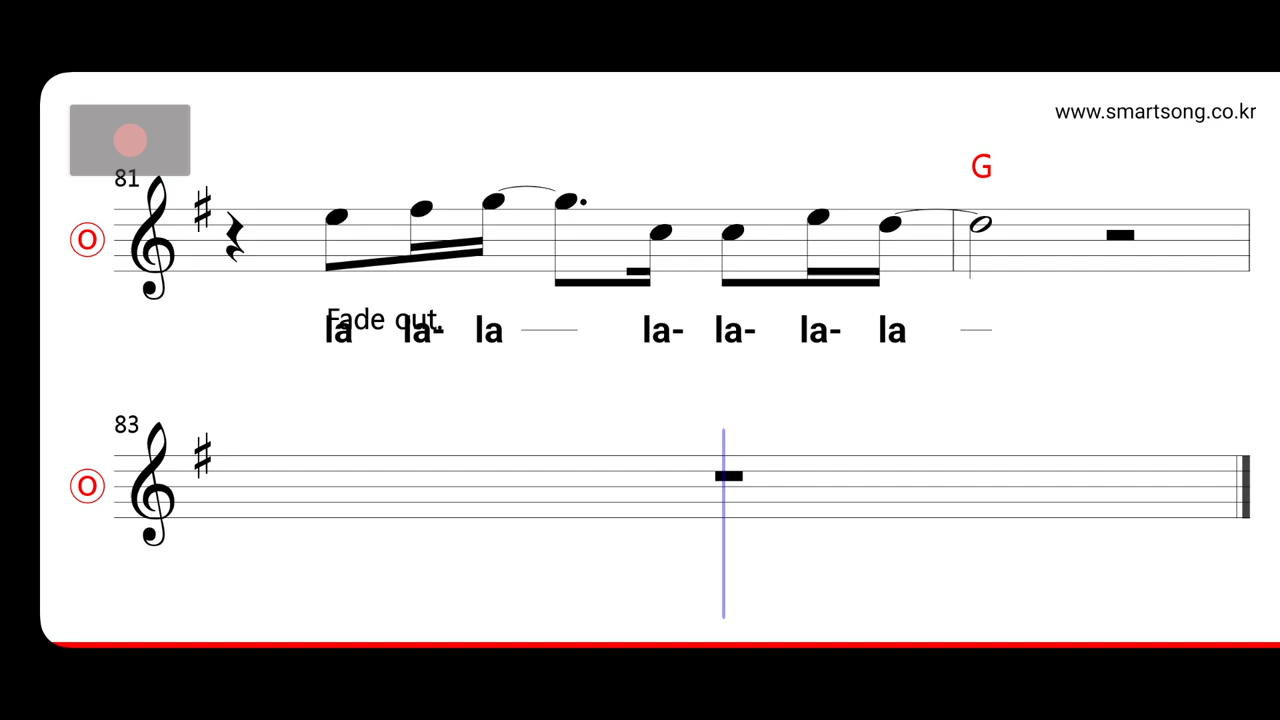 www.smartsong.co.kr
81
G
O
Fade out.
la la- la la- la- la- la
83
O